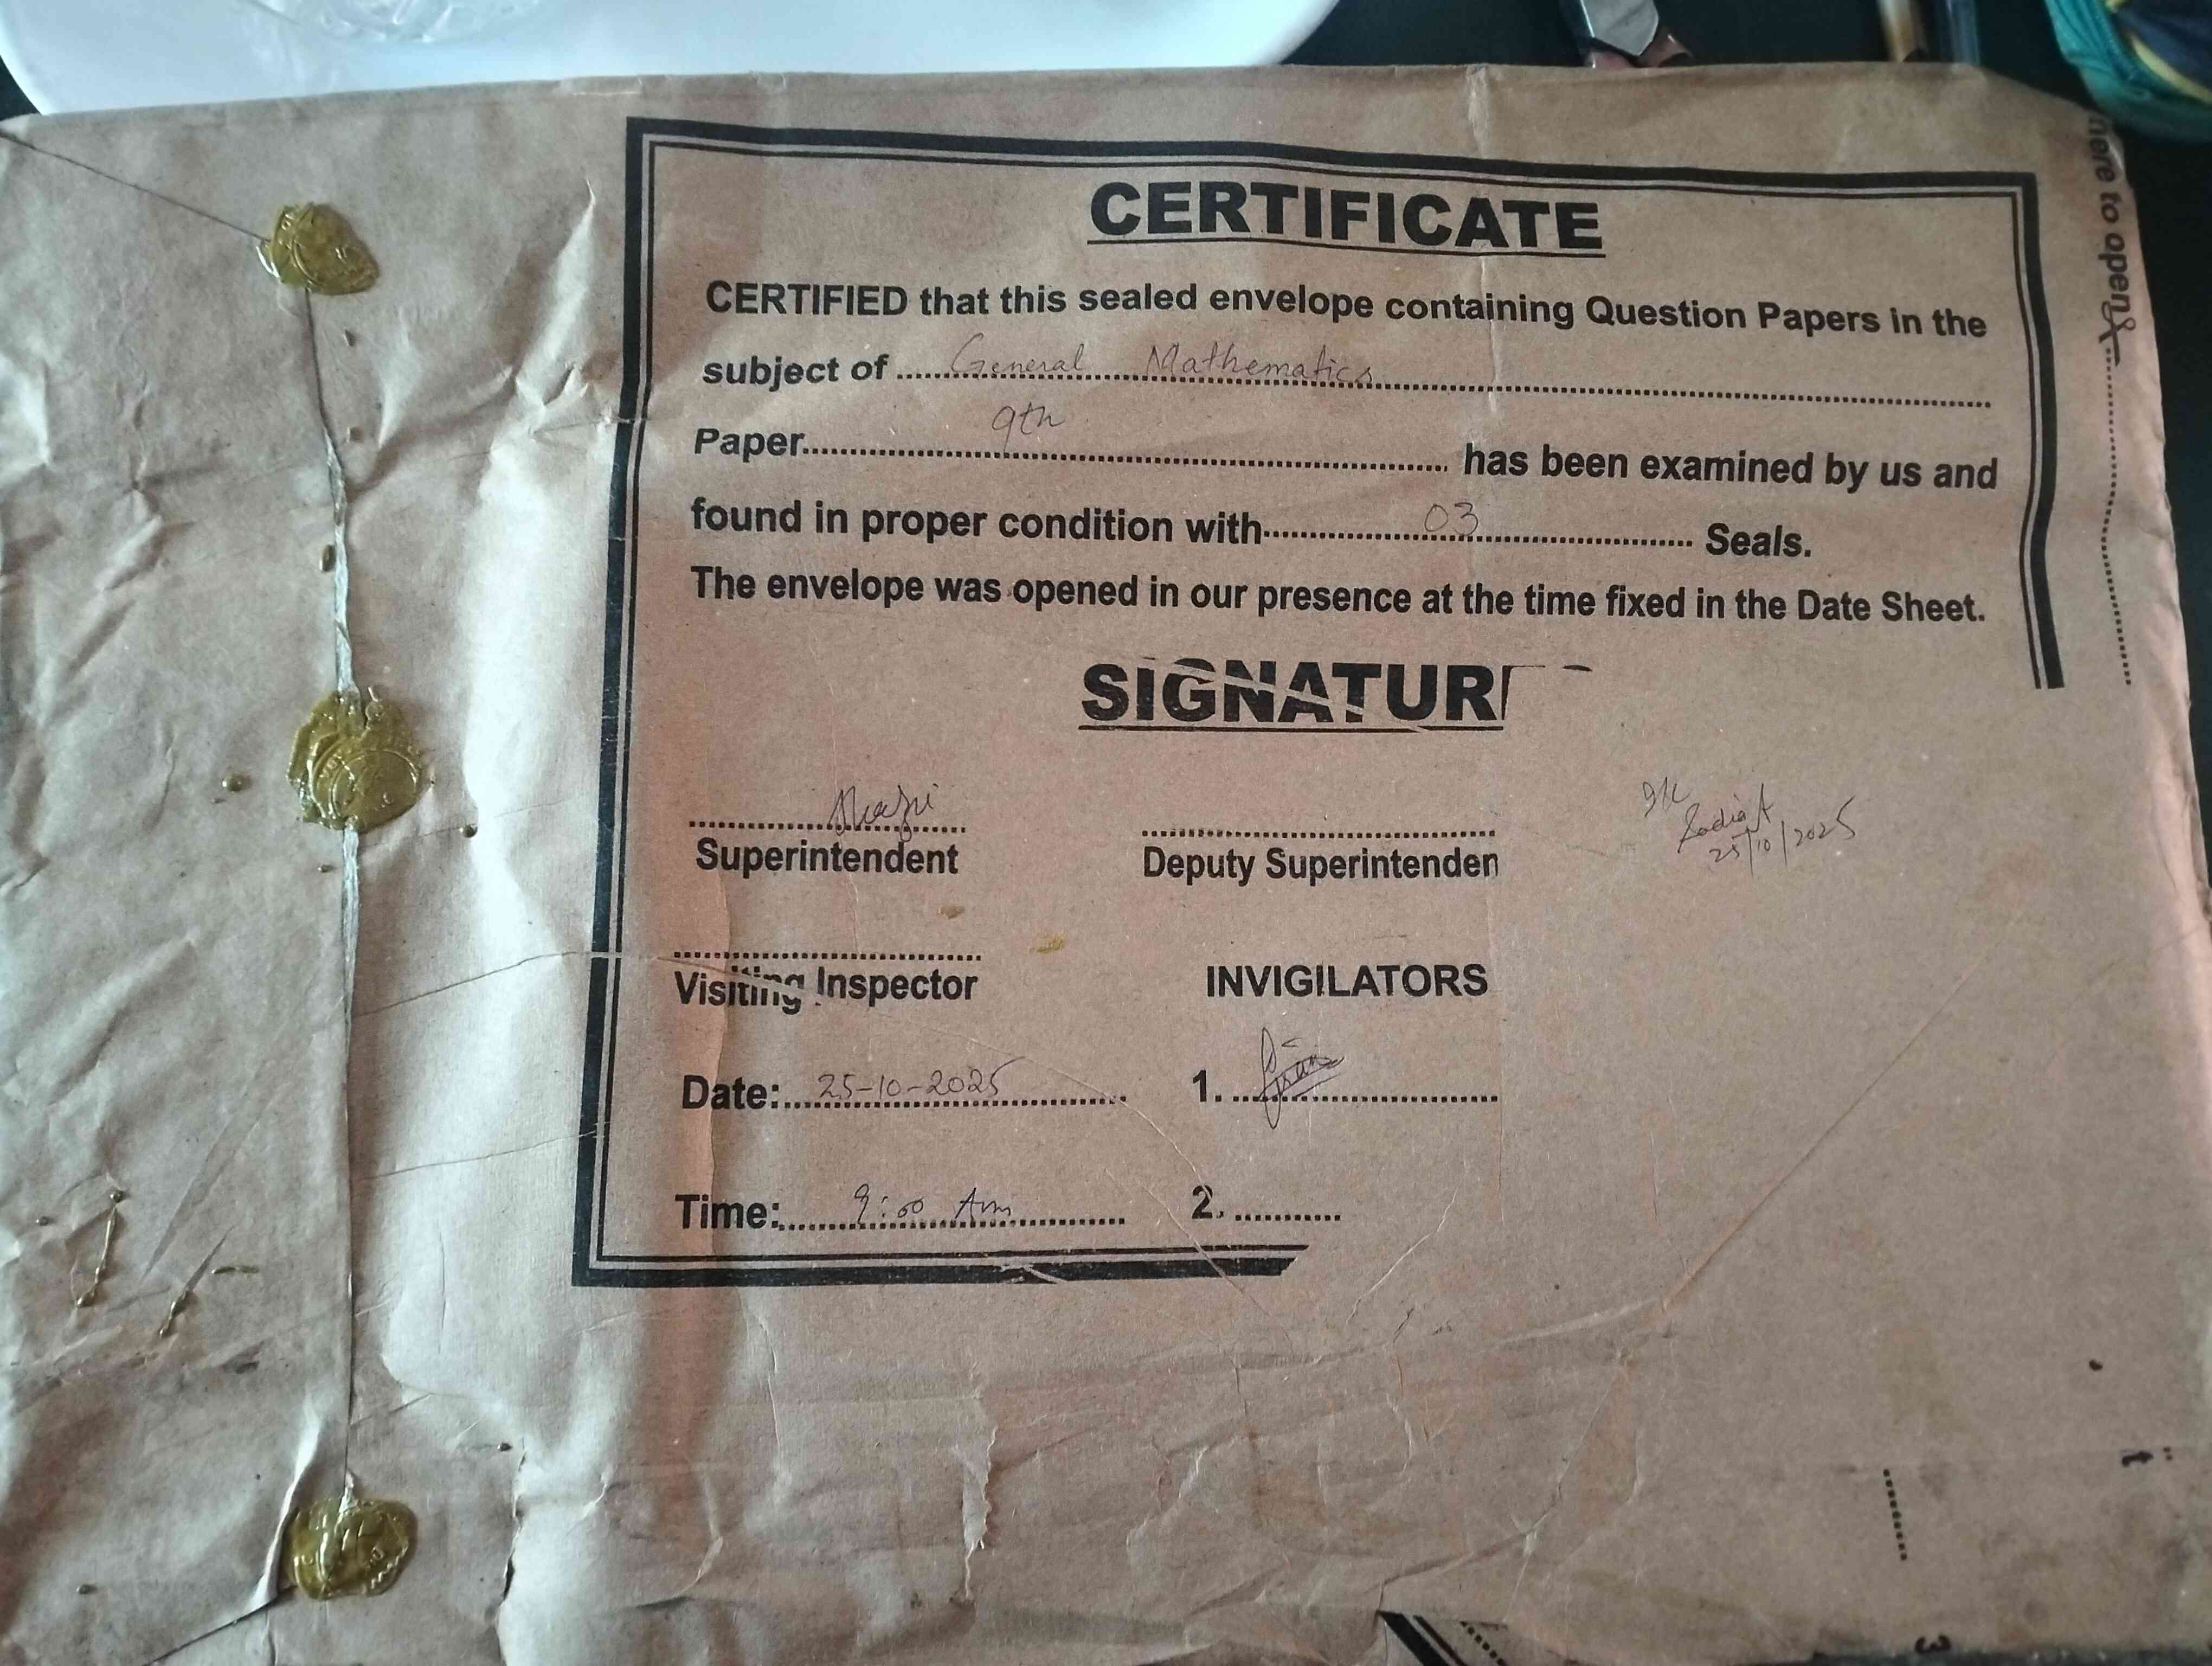 CERTIFICATE
CERTIFIED that this sealed envelope containing Question Papers in the
subject of General Mathematics
Paper 9th has been examined by us and
found in proper condition with 03 Seals.
The envelope was opened in our presence at the time fixed in the Date Sheet.
SIGNATUR
Superintendent
Deputy Superintenden
25/10/2025
Visiting Inspector
INVIGILATORS
Date: 25-10-2025
1.
Time: 9:00 Am
2.
here to open